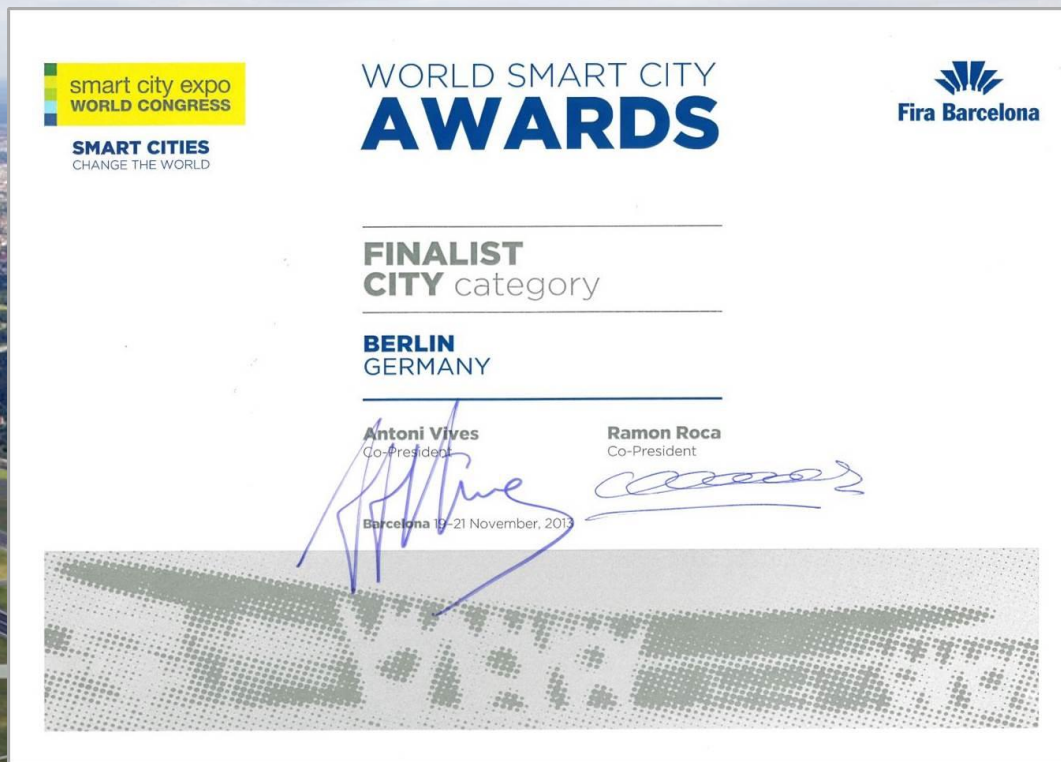 smart city expo
WORLD CONGRESS
SMART CITIES
CHANGE THE WORLD
WORLD SMART CITY
AWARDS
Fira Barcelona
FINALIST
CITY category
BERLIN
GERMANY
Antoni Vives
Co-President
Ramon Roca
Co-President
Barcelona 19-21 November, 2013